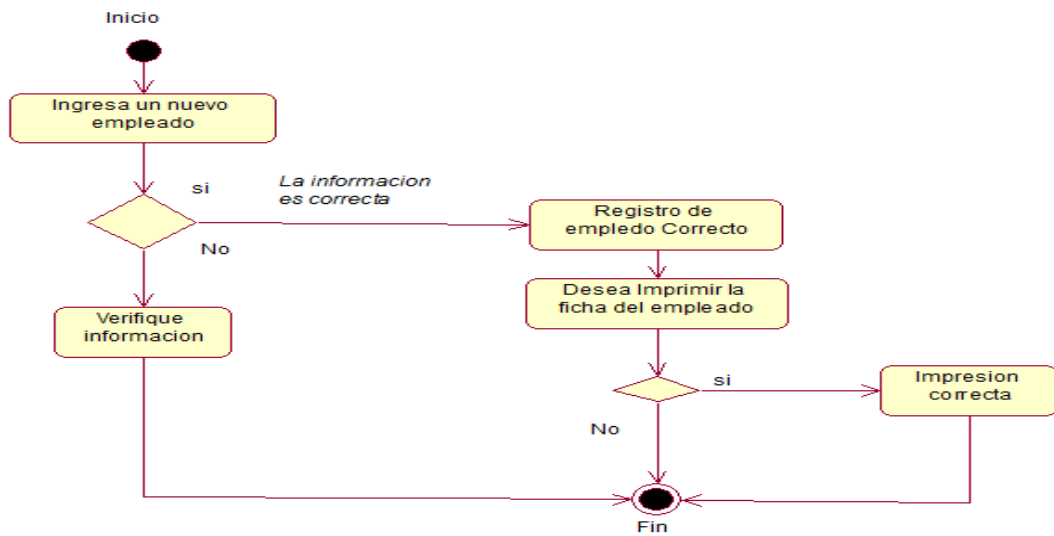 Inicio
Ingresa un nuevo
empleado
si
La informacion
es correcta
No
Registro de
empledo Correcto
Verifique
informacion
Desea Imprimir la
ficha del empleado
si
Impresion
correcta
No
Fin